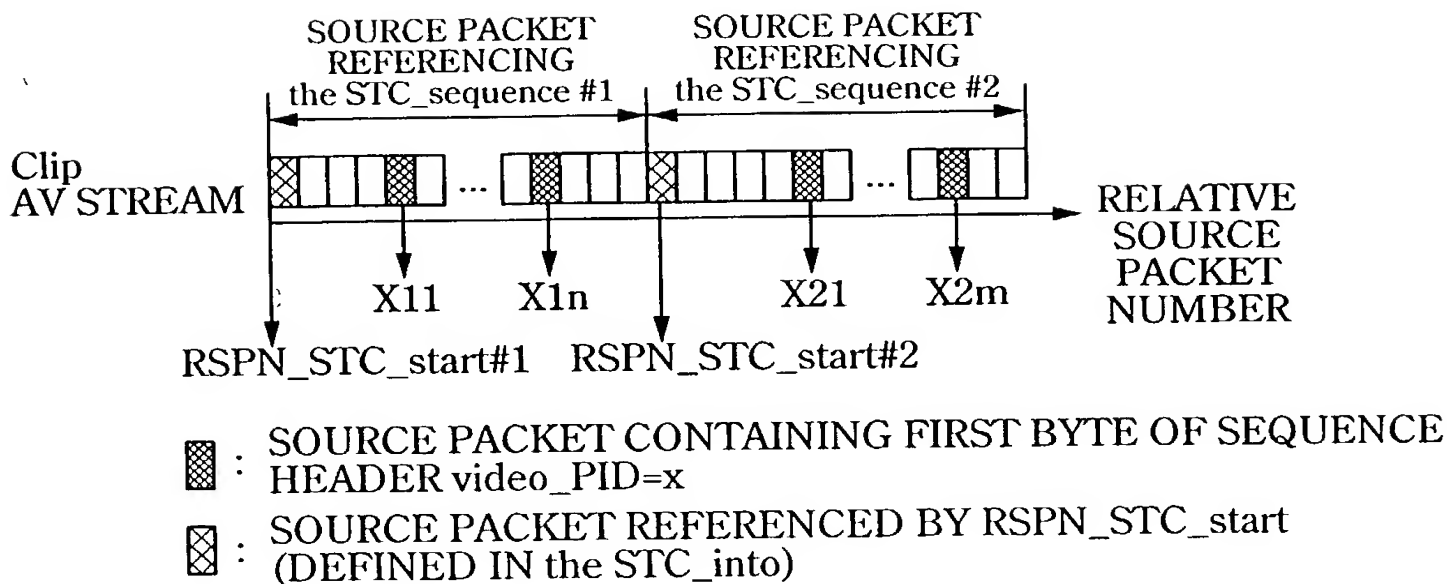 SOURCE PACKET
REFERENCING
the STC_sequence #1
SOURCE PACKET
REFERENCING
the STC_sequence #2
Clip
AV STREAM
...
...
RELATIVE
SOURCE
PACKET
NUMBER
X11
X1n
X21
X2m
RSPN_STC_start#1
RSPN_STC_start#2
: SOURCE PACKET CONTAINING FIRST BYTE OF SEQUENCE
HEADER video_PID=x
: SOURCE PACKET REFERENCED BY RSPN_STC_start
(DEFINED IN the STC_into)